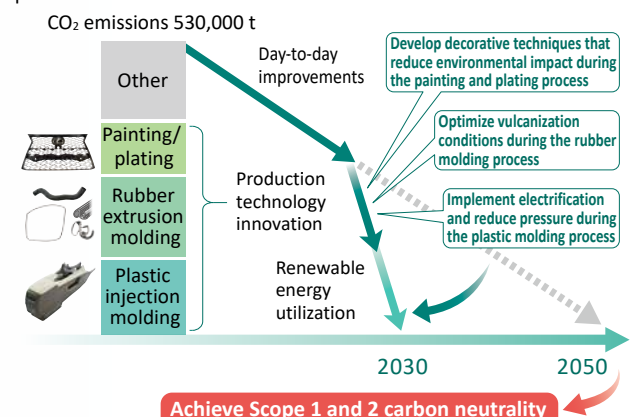 CO₂ emissions 530,000 t
Other
Painting/
plating
Rubber
extrusion
molding
Plastic
injection
molding
Day-to-day
improvements
Production
technology
innovation
Renewable
energy
utilization
Develop decorative techniques that
reduce environmental impact during
the painting and plating process
Optimize vulcanization
conditions during the rubber
molding process
Implement electrification
and reduce pressure during
the plastic molding process
2030
2050
Achieve Scope 1 and 2 carbon neutrality